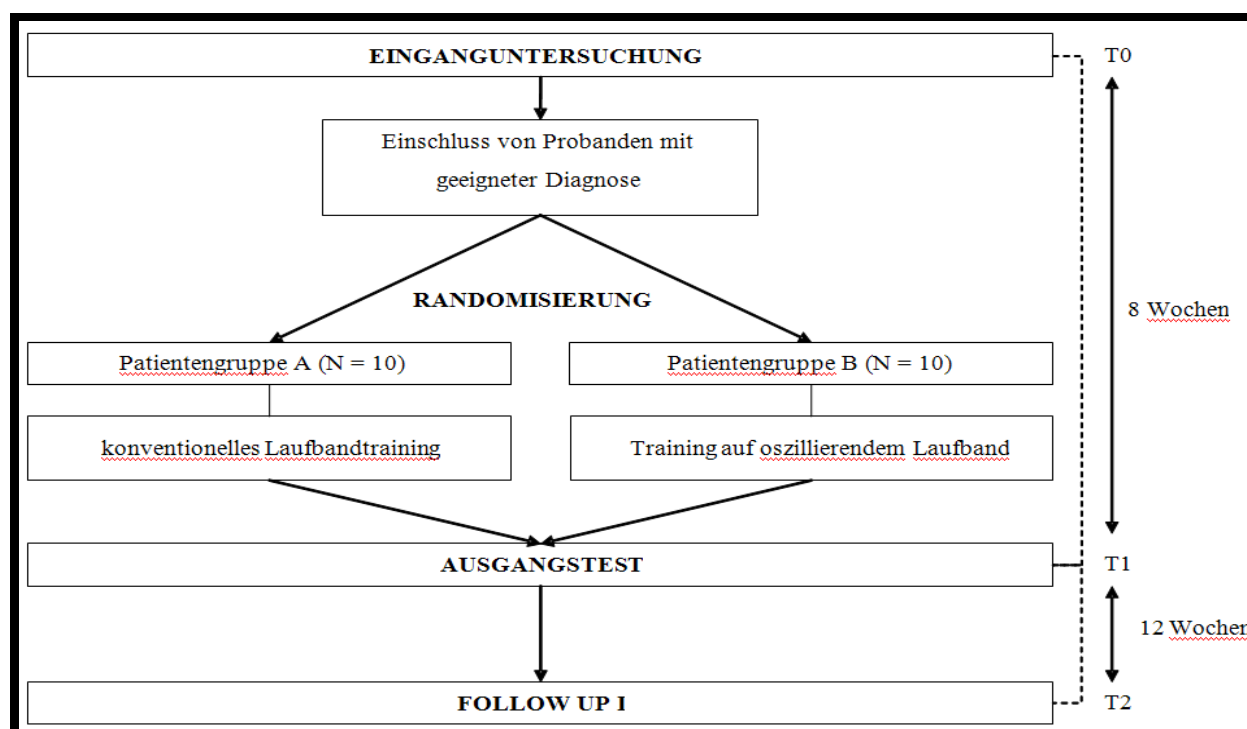 EINGANGUNTERSUCHUNG
T0
Einschluss von Probanden mit
geeigneter Diagnose
RANDOMISIERUNG
8 Wochen
Patientengruppe A (N = 10)
Patientengruppe B (N = 10)
konventionelles Laufbandtraining
Training auf oszillierendem Laufband
AUSGANGSTEST
T1
12 Wochen
FOLLOW UP I
T2